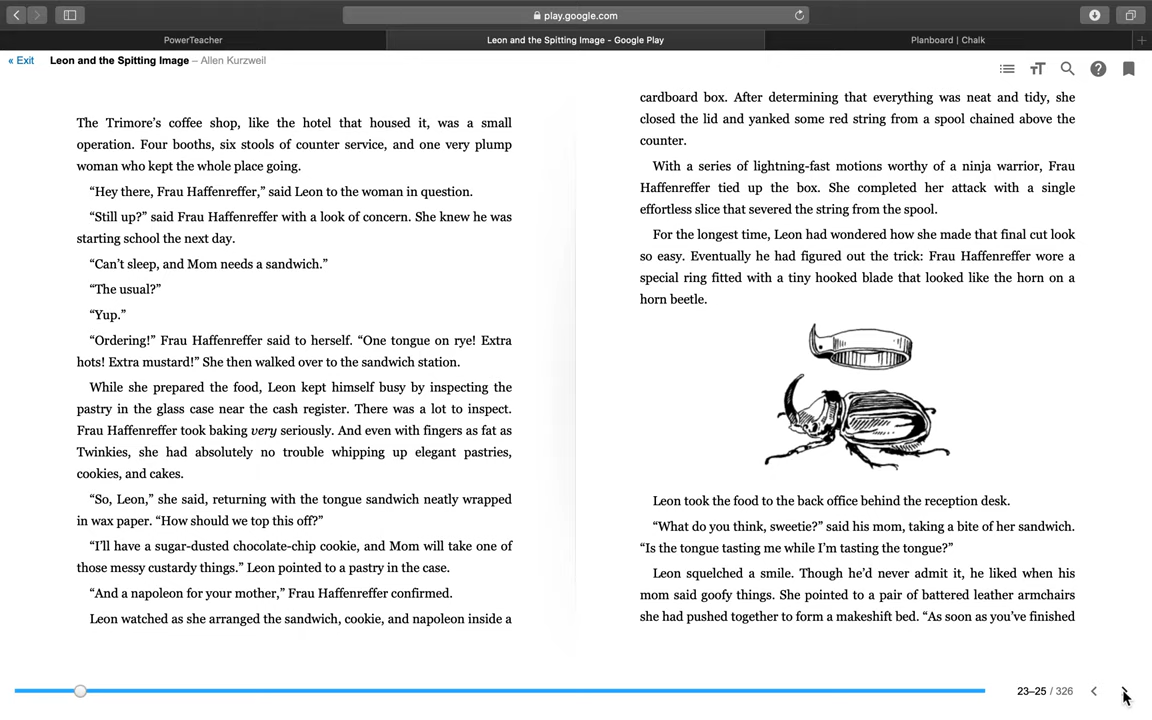 play.google.com
PowerTeacher
Leon and the Spitting Image - Google Play
Planboard | Chalk
« Exit Leon and the Spitting Image – Allen Kurzweil
The Trimore’s coffee shop, like the hotel that housed it, was a small
operation. Four booths, six stools of counter service, and one very plump
woman who kept the whole place going.
“Hey there, Frau Haffenreffer,” said Leon to the woman in question.
“Still up?” said Frau Haffenreffer with a look of concern. She knew he was
starting school the next day.
“Can’t sleep, and Mom needs a sandwich.”
“The usual?”
“Yup.”
“Ordering!” Frau Haffenreffer said to herself. “One tongue on rye! Extra
hots! Extra mustard!” She then walked over to the sandwich station.
While she prepared the food, Leon kept himself busy by inspecting the
pastry in the glass case near the cash register. There was a lot to inspect.
Frau Haffenreffer took baking very seriously. And even with fingers as fat as
Twinkies, she had absolutely no trouble whipping up elegant pastries,
cookies, and cakes.
“So, Leon,” she said, returning with the tongue sandwich neatly wrapped
in wax paper. “How should we top this off?”
“I’ll have a sugar-dusted chocolate-chip cookie, and Mom will take one of
those messy custardy things.” Leon pointed to a pastry in the case.
“And a napoleon for your mother,” Frau Haffenreffer confirmed.
Leon watched as she arranged the sandwich, cookie, and napoleon inside a
cardboard box. After determining that everything was neat and tidy, she
closed the lid and yanked some red string from a spool chained above the
counter.
With a series of lightning-fast motions worthy of a ninja warrior, Frau
Haffenreffer tied up the box. She completed her attack with a single
effortless slice that severed the string from the spool.
For the longest time, Leon had wondered how she made that final cut look
so easy. Eventually he had figured out the trick: Frau Haffenreffer wore a
special ring fitted with a tiny hooked blade that looked like the horn on a
horn beetle.
Leon took the food to the back office behind the reception desk.
“What do you think, sweetie?” said his mom, taking a bite of her sandwich.
“Is the tongue tasting me while I’m tasting the tongue?”
Leon squelched a smile. Though he’d never admit it, he liked when his
mom said goofy things. She pointed to a pair of battered leather armchairs
she had pushed together to form a makeshift bed. “As soon as you’ve finished
23–25 / 326